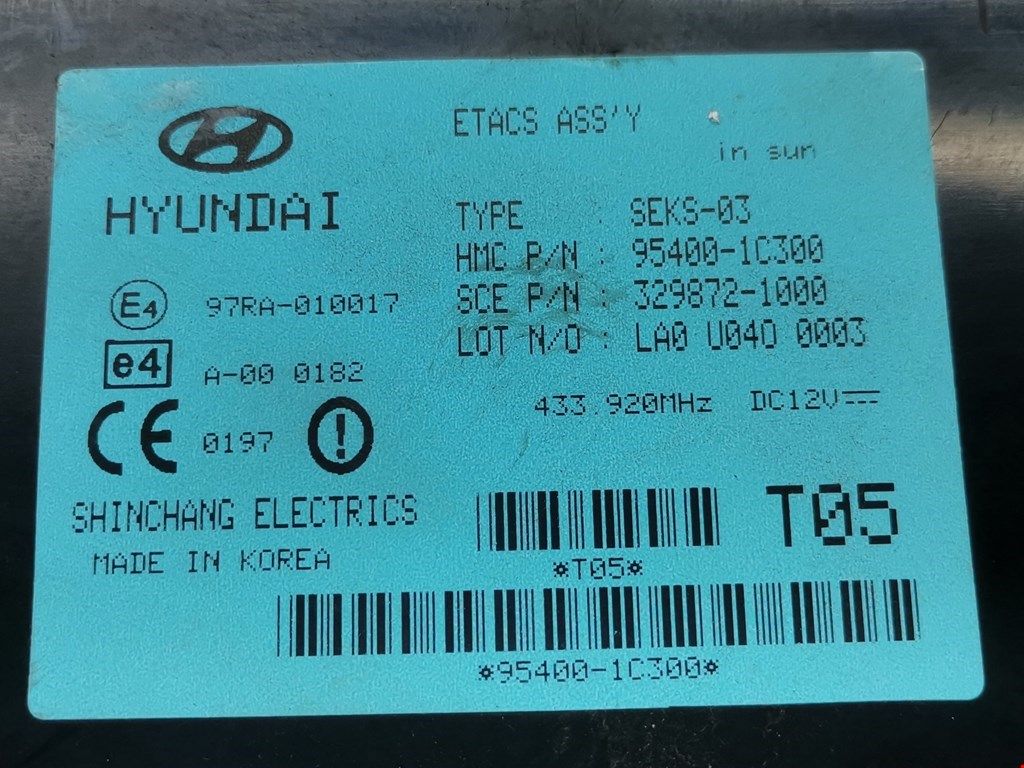 ETACS ASS'Y
in sun
HYUNDAI
TYPE : SEKS-03
HMC P/N : 95400-1C300
SCE P/N : 329872-1000
LOT N/O : LA0 U040 0003
E4 97RA-010017
e4 A-00 0182
433.920MHz DC12V
CE 0197
SHINCHANG ELECTRICS
MADE IN KOREA
T05
*T05*
*95400-1C300*